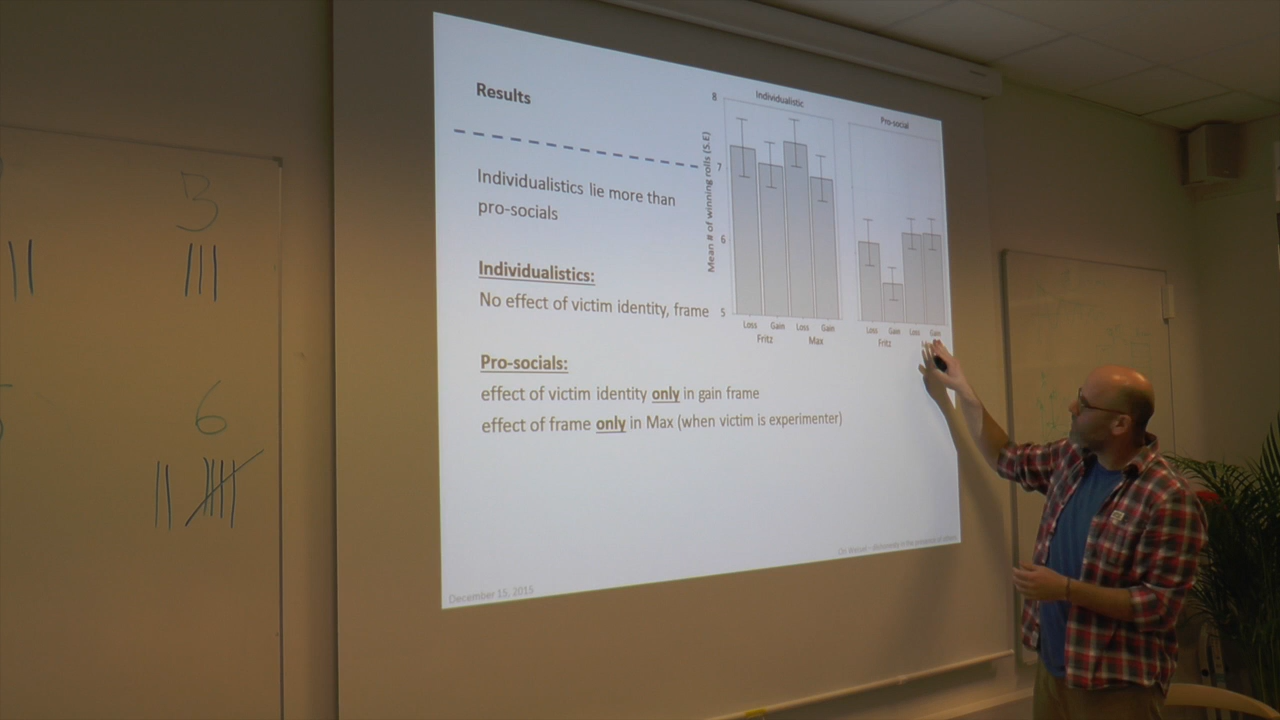 3
6
Results
Individualistics lie more than
pro-socials
Individualistics:
No effect of victim identity, frame
Pro-socials:
effect of victim identity only in gain frame
effect of frame only in Max (when victim is experimenter)
December 15, 2015
Individualistic
Pro-social
Mean # of winning rolls (S.E)
8
7
6
5
Loss Gain Loss Gain
Fritz Max
Loss Gain Loss Gain
Fritz